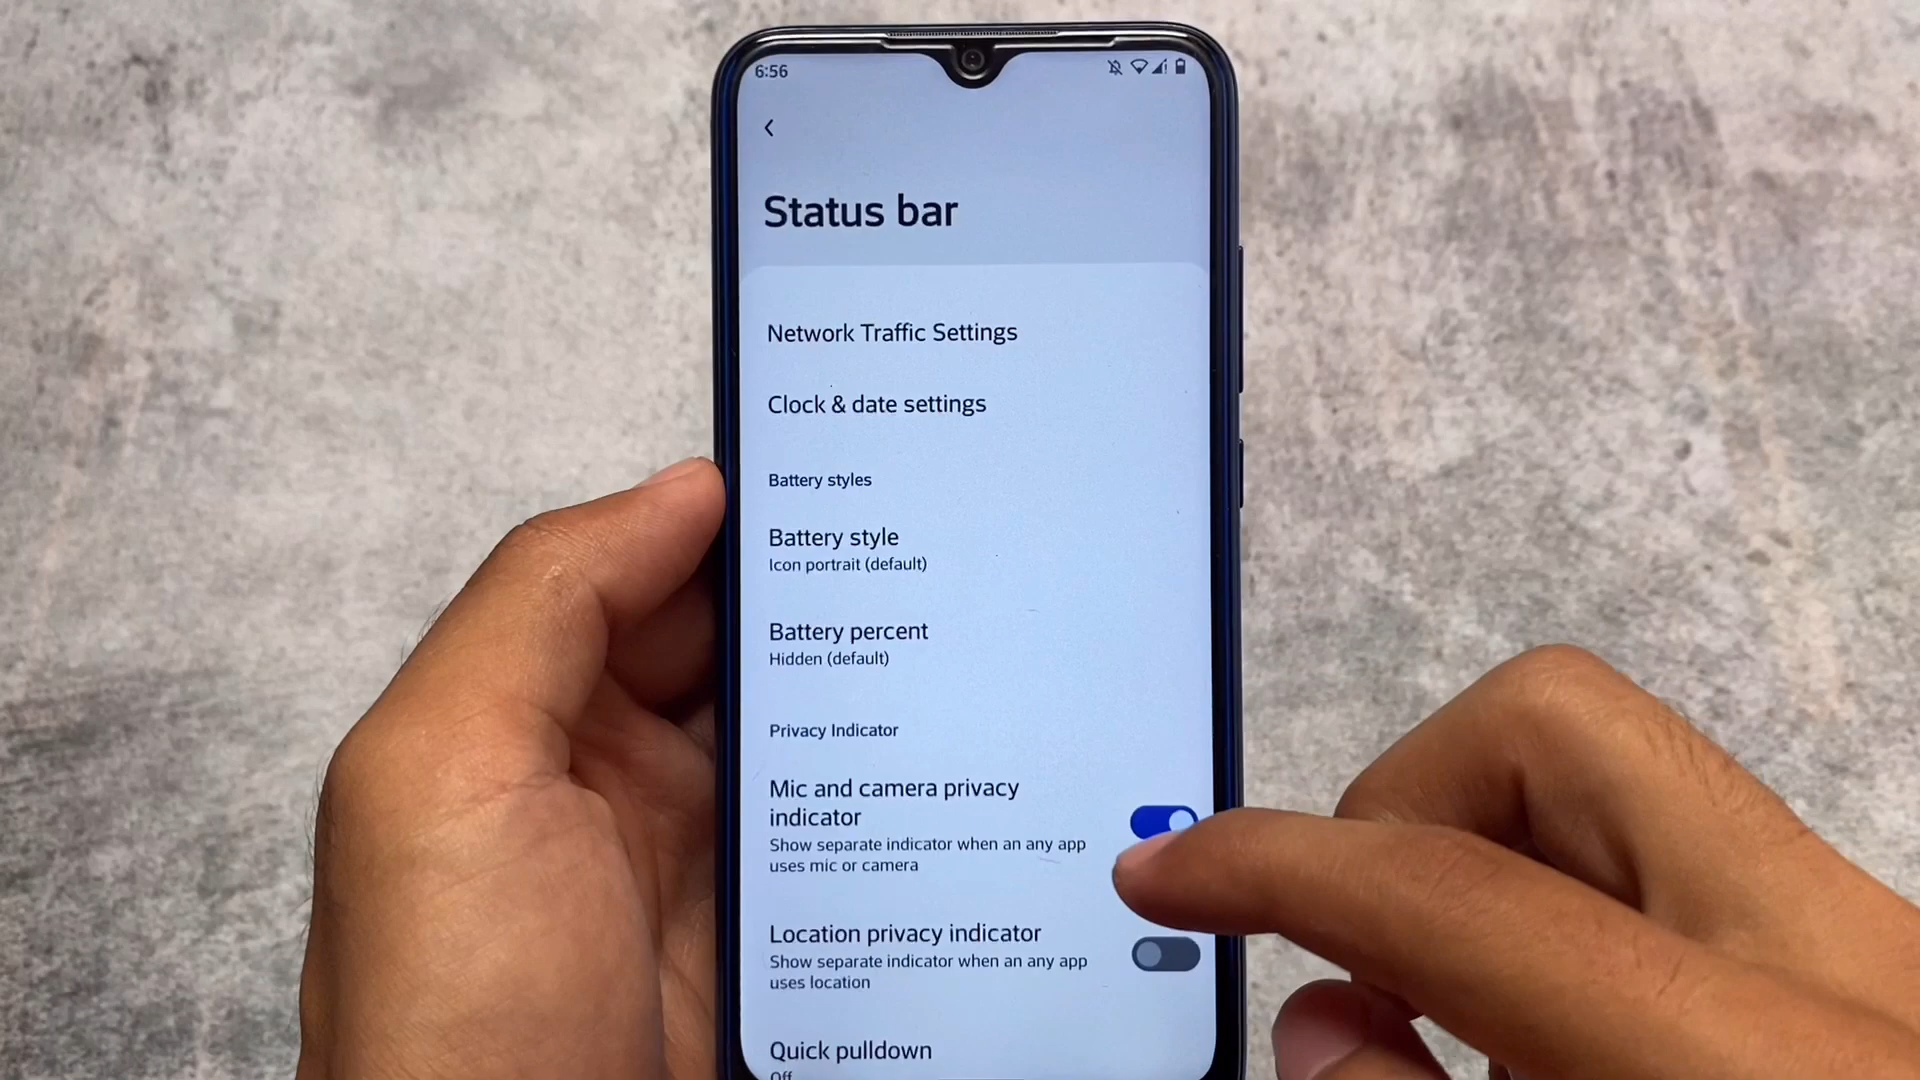 6:56
Status bar
Network Traffic Settings
Clock & date settings
Battery styles
Battery style
Icon portrait (default)
Battery percent
Hidden (default)
Privacy Indicator
Mic and camera privacy
indicator
Show separate indicator when an any app
uses mic or camera
Location privacy indicator
Show separate indicator when an any app
uses location
Quick pulldown
Off